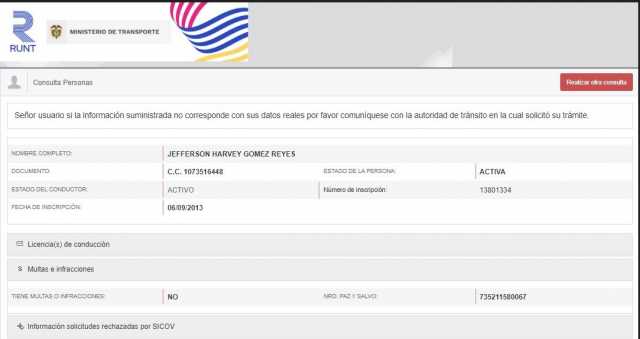 RUNT
MINISTERIO DE TRANSPORTE
Consulta Personas
Realizar otra consulta
Señor usuario si la información suministrada no corresponde con sus datos reales por favor comuníquese con la autoridad de tránsito en la cual solicitó su trámite.
NOMBRE COMPLETO: JEFFERSON HARVEY GOMEZ REYES
DOCUMENTO: C.C. 1073516448 ESTADO DE LA PERSONA: ACTIVA
ESTADO DEL CONDUCTOR: ACTIVO Número de inscripción: 13801334
FECHA DE INSCRIPCIÓN: 06/09/2013
Licencia(s) de conducción
$ Multas e infracciones
TIENE MULTAS O INFRACCIONES: NO NRO. PAZ Y SALVO: 735211580067
Información solicitudes rechazadas por SICOV